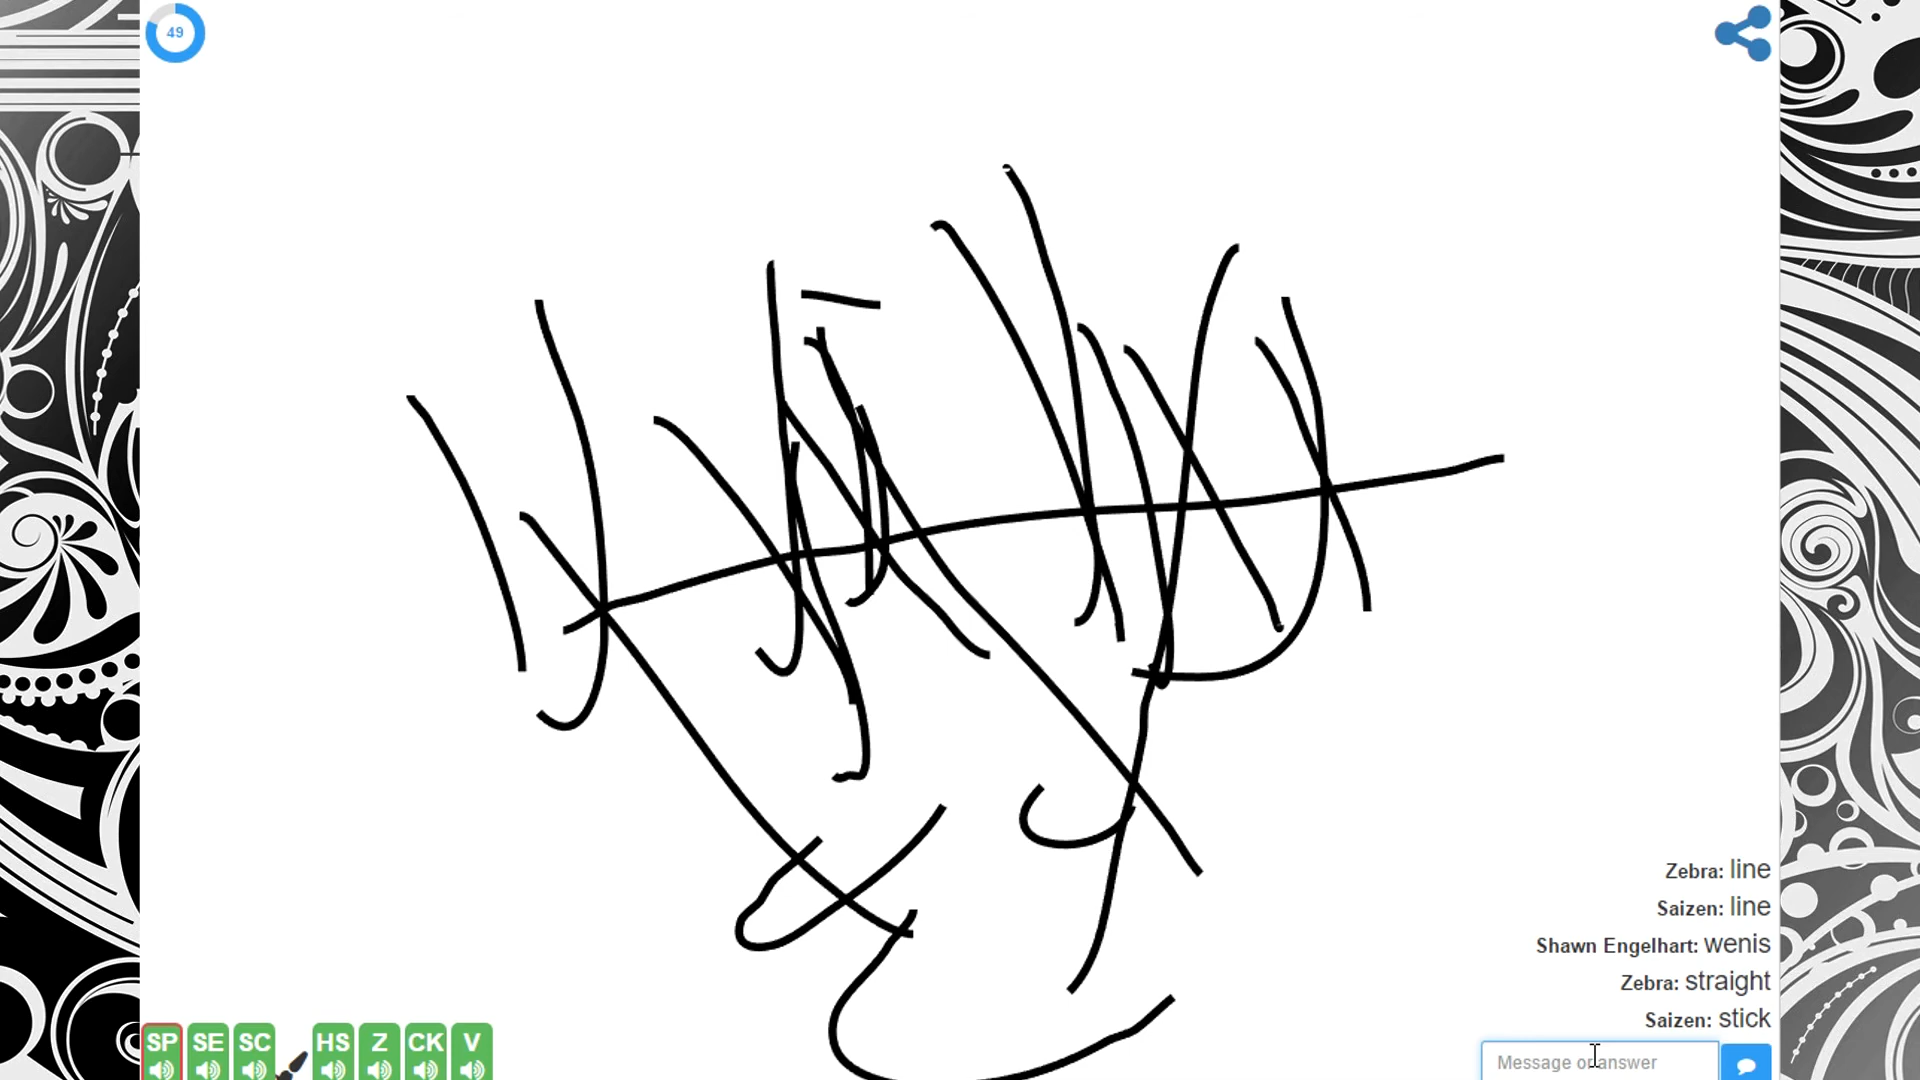 49
Zebra: line
Saizen: line
Shawn Engelhart: wenis
Zebra: straight
Saizen: stick
SP SE SC HS Z CK V
Message or answer